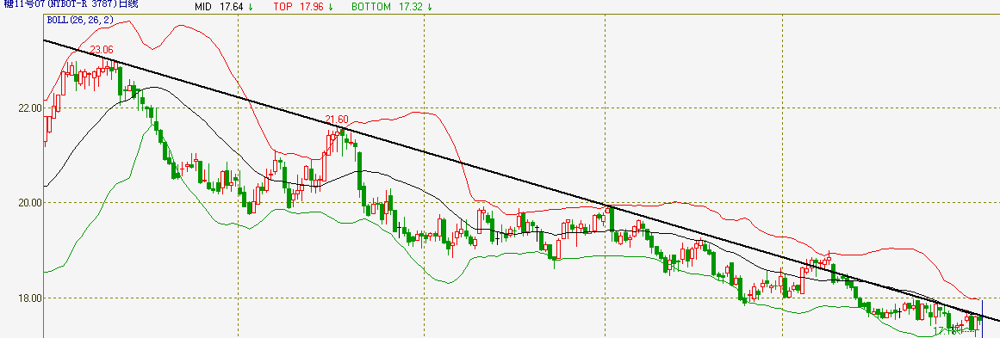 糖11号07(NYBOT-R 3787)日线 MID 17.64↓ TOP 17.96↓ BOTTOM 17.32↓
BOLL(26,26,2)
23.06
22.00
21.60
20.00
18.00